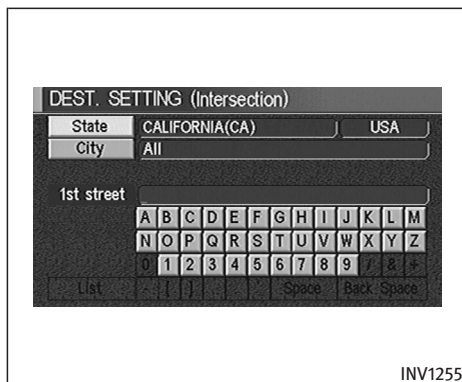 DEST. SETTING (Intersection)
State CALIFORNIA(CA) USA
City All
1st street
A B C D E F G H I J K L M
N O P Q R S T U V W X Y Z
0 1 2 3 4 5 6 7 8 9 / & +
List - [ ] Space Back Space
INV1255